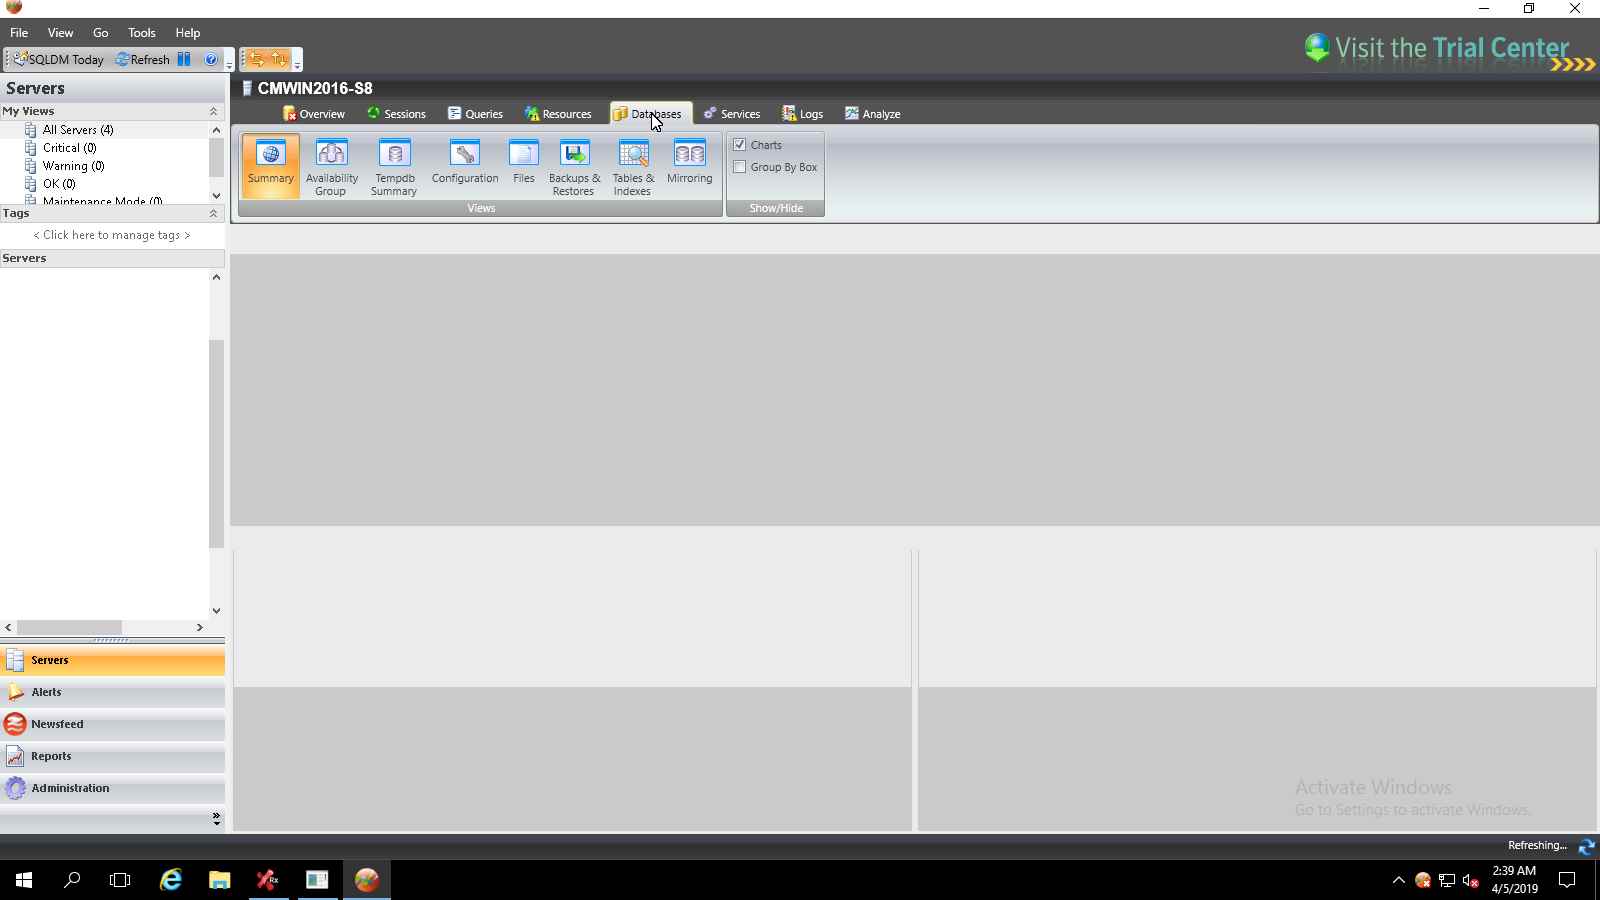 File View Go Tools Help
Visit the Trial Center
SQLDM Today Refresh
Servers
CMWIN2016-S8
My Views
Overview Sessions Queries Resources Databases Services Logs Analyze
All Servers (4)
Critical (0)
Warning (0)
OK (0)
Maintenance Mode (0)
Summary
Availability Group
Tempdb Summary
Configuration
Files
Backups & Restores
Tables & Indexes
Mirroring
Charts
Group By Box
Views
Show/Hide
Tags
< Click here to manage tags >
Servers
Servers
Alerts
Newsfeed
Reports
Administration
Activate Windows
Go to Settings to activate Windows.
Refreshing...
2:39 AM
4/5/2019